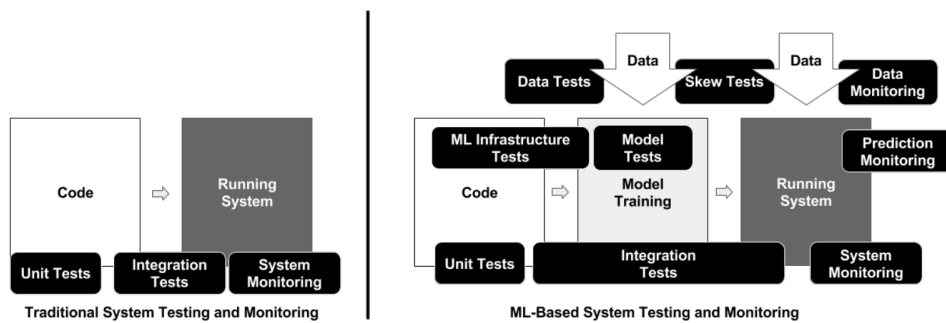 Code
Running
System
Unit Tests
Integration
Tests
System
Monitoring
Traditional System Testing and Monitoring
Data
Data
Data Tests
Skew Tests
Data
Monitoring
ML Infrastructure
Tests
Model
Tests
Prediction
Monitoring
Code
Model
Training
Running
System
Unit Tests
Integration
Tests
System
Monitoring
ML-Based System Testing and Monitoring